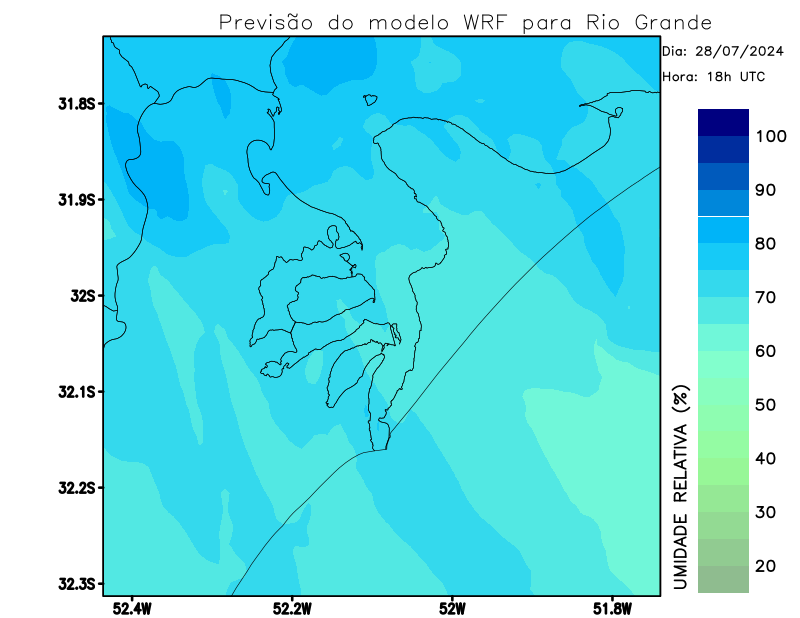 Previsão do modelo WRF para Rio Grande
Dia: 28/07/2024
Hora: 18h UTC
31.8S
31.9S
32S
32.1S
32.2S
32.3S
52.4W
52.2W
52W
51.8W
100
90
80
70
60
50
40
30
20
UMIDADE RELATIVA (%)